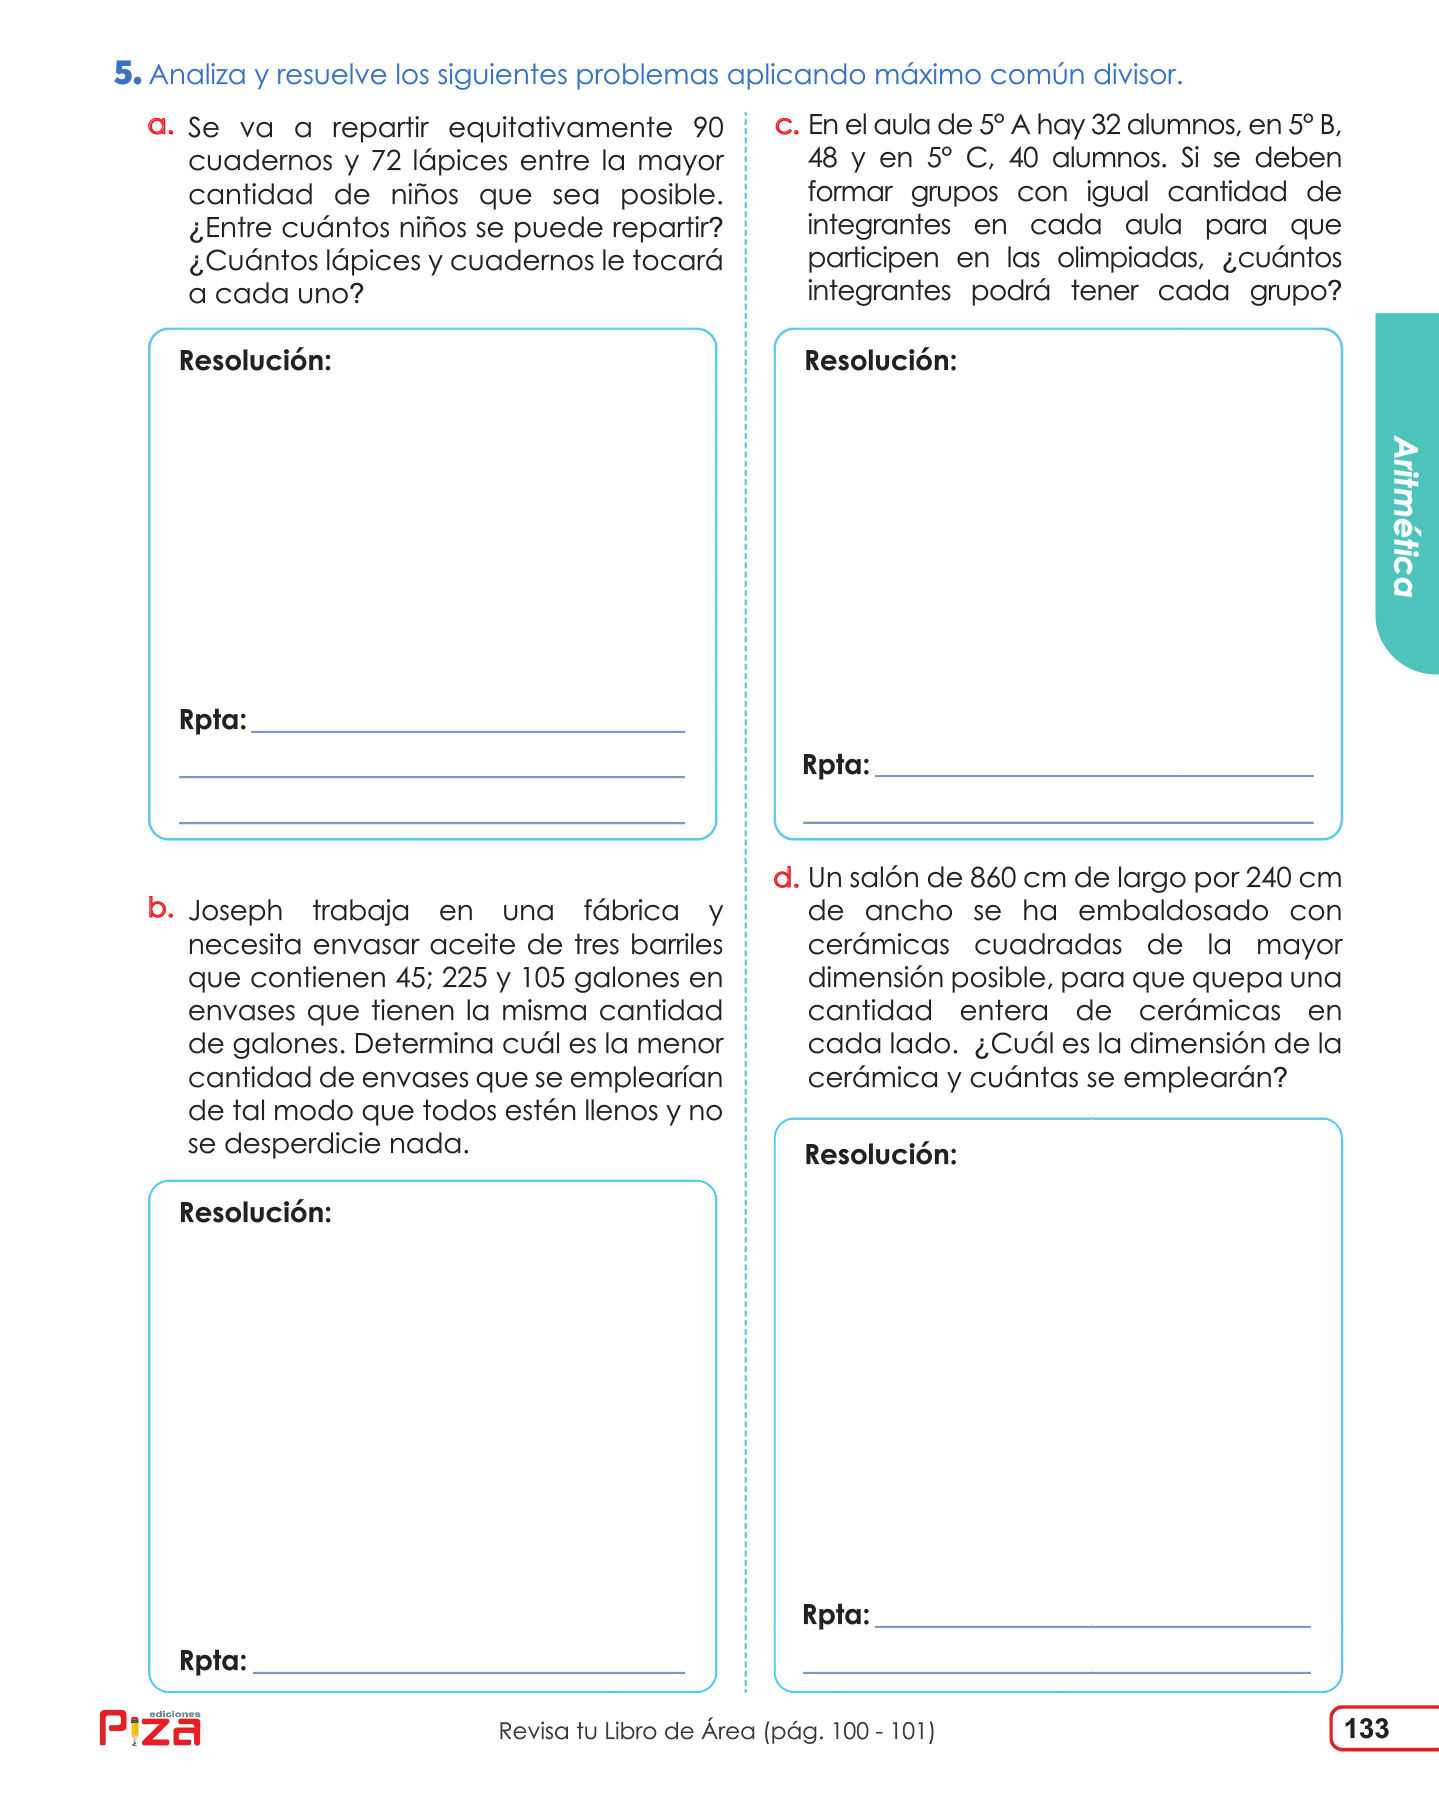 5. Analiza y resuelve los siguientes problemas aplicando máximo común divisor.
a. Se va a repartir equitativamente 90
cuadernos y 72 lápices entre la mayor
cantidad de niños que sea posible.
¿Entre cuántos niños se puede repartir?
¿Cuántos lápices y cuadernos le tocará
a cada uno?
Resolución:
Rpta:
b. Joseph trabaja en una fábrica y
necesita envasar aceite de tres barriles
que contienen 45; 225 y 105 galones en
envases que tienen la misma cantidad
de galones. Determina cuál es la menor
cantidad de envases que se emplearían
de tal modo que todos estén llenos y no
se desperdicie nada.
Resolución:
Rpta:
c. En el aula de 5° A hay 32 alumnos, en 5° B,
48 y en 5° C, 40 alumnos. Si se deben
formar grupos con igual cantidad de
integrantes en cada aula para que
participen en las olimpiadas, ¿cuántos
integrantes podrá tener cada grupo?
Resolución:
Rpta:
d. Un salón de 860 cm de largo por 240 cm
de ancho se ha embaldosado con
cerámicas cuadradas de la mayor
dimensión posible, para que quepa una
cantidad entera de cerámicas en
cada lado. ¿Cuál es la dimensión de la
cerámica y cuántas se emplearán?
Resolución:
Rpta:
Aritmética
ediciones
Piza
Revisa tu Libro de Área (pág. 100 - 101)
133